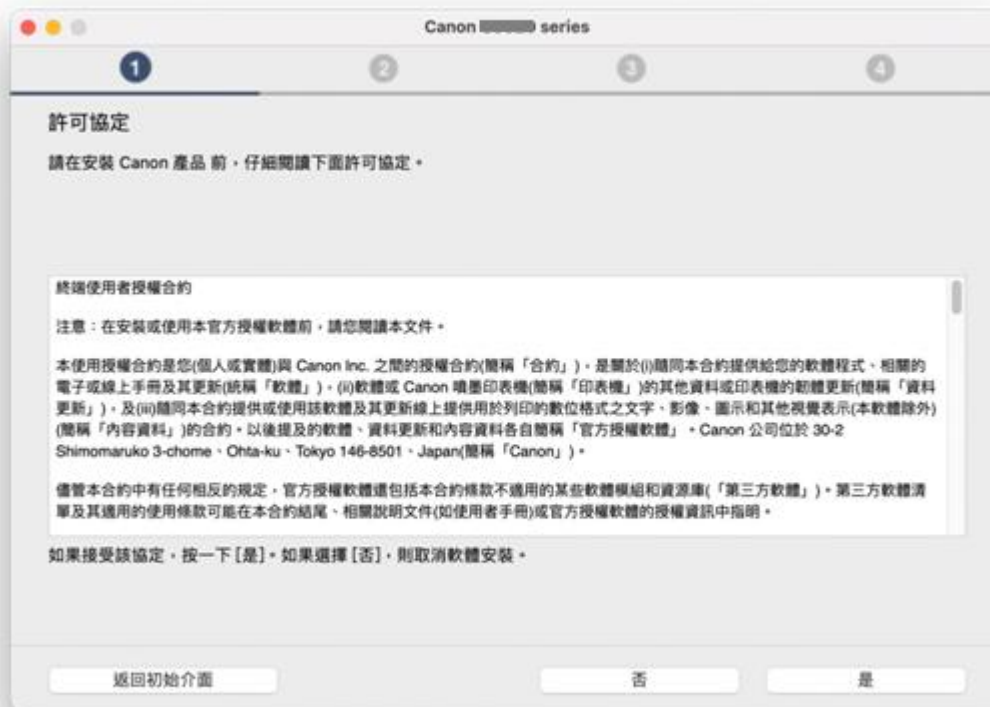 Canon series
1
2
3
4
許可協定
請在安裝 Canon 產品 前，仔細閱讀下面許可協定。
終端使用者授權合約
注意：在安裝或使用本官方授權軟體前，請您閱讀本文件。
本使用授權合約是您(個人或實體)與 Canon Inc. 之間的授權合約(簡稱「合約」)，是關於(i)隨同本合約提供給您的軟體程式、相關的
電子或線上手冊及其更新(統稱「軟體」)，(ii)軟體或 Canon 噴墨印表機(簡稱「印表機」)的其他資料或印表機的韌體更新(簡稱「資料
更新」)，及(iii)隨同本合約提供或使用該軟體及其更新線上提供用於列印的數位格式之文字、影像、圖示和其他視覺表示(本軟體除外)
(簡稱「內容資料」)的合約。以後提及的軟體、資料更新和內容資料各自簡稱「官方授權軟體」。Canon 公司位於 30-2
Shimomaruko 3-chome、Ohta-ku、Tokyo 146-8501、Japan(簡稱「Canon」)。
儘管本合約中有任何相反的規定，官方授權軟體還包括本合約條款不適用的某些軟體模組和資源庫(「第三方軟體」)。第三方軟體清
單及其適用的使用條款可能在本合約結尾、相關說明文件(如使用者手冊)或官方授權軟體的授權資訊中指明。
如果接受該協定，按一下 [是]。如果選擇 [否]，則取消軟體安裝。
返回初始介面
否
是